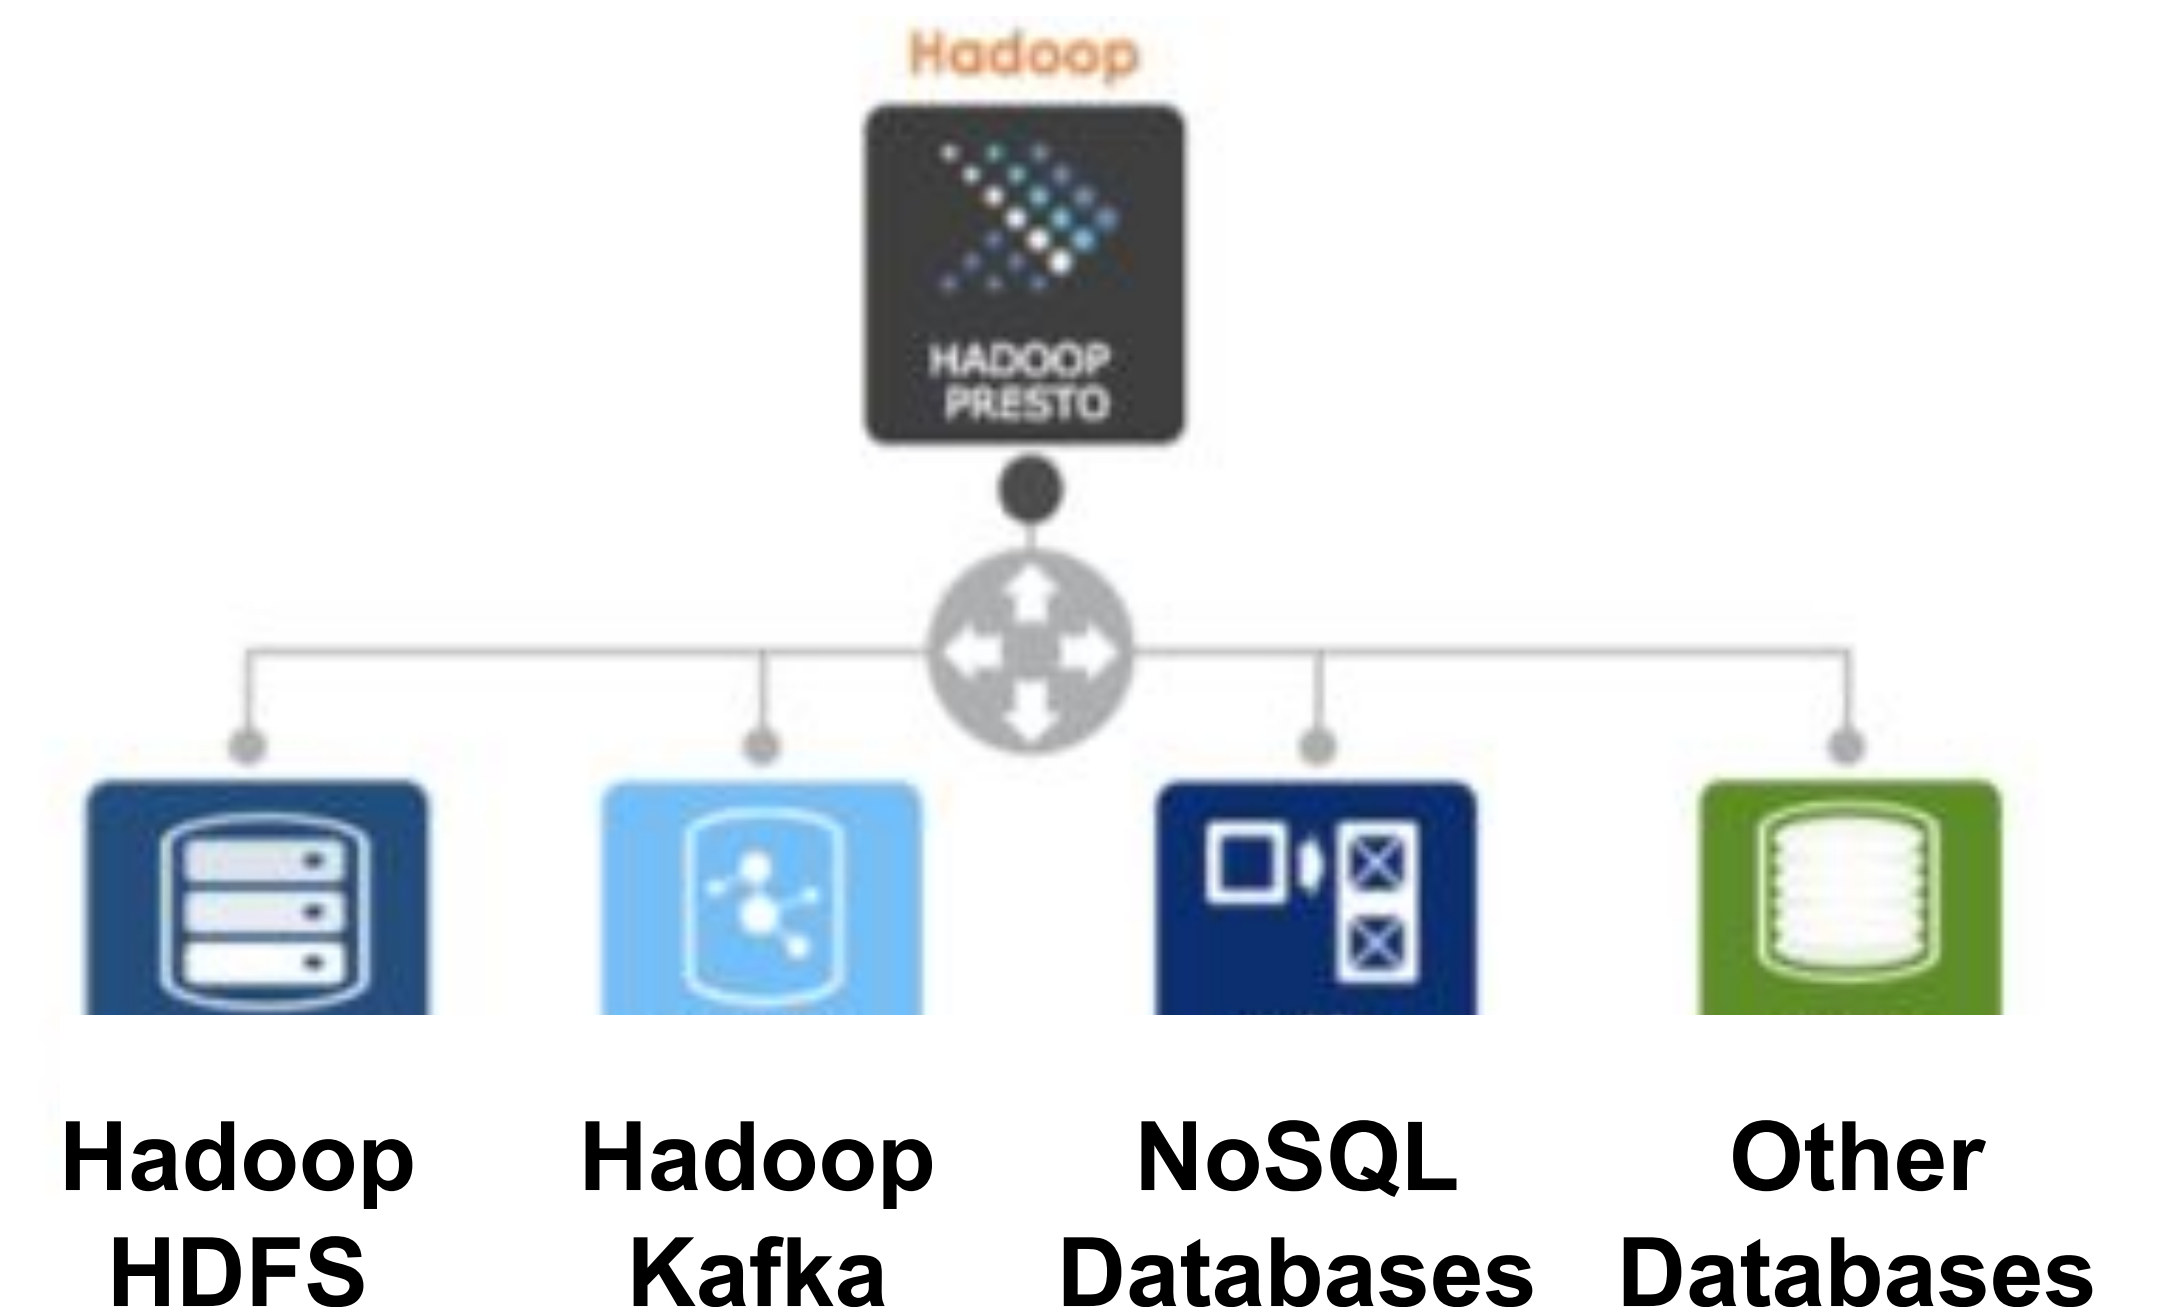 Hadoop
HADOOP
PRESTO
Hadoop
HDFS
Hadoop
Kafka
NoSQL
Databases
Other
Databases